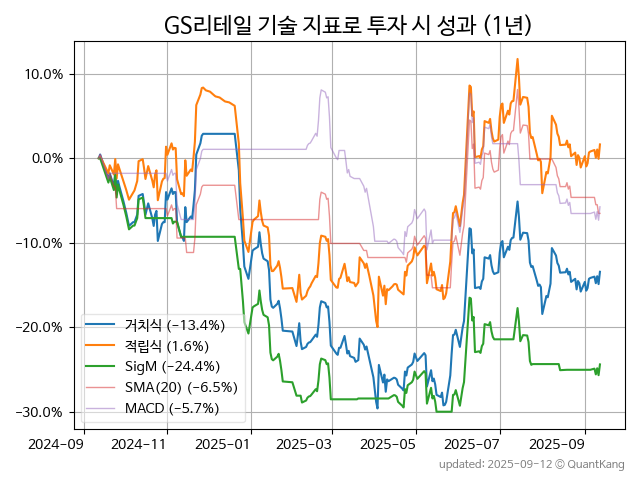 GS리테일 기술 지표로 투자 시 성과 (1년)
10.0%
0.0%
−10.0%
−20.0%
−30.0%
거치식 (−13.4%)
적립식 (1.6%)
SigM (−24.4%)
SMA(20) (−6.5%)
MACD (−5.7%)
2024-09
2024-11
2025-01
2025-03
2025-05
2025-07
2025-09
updated: 2025-09-12 © QuantKang